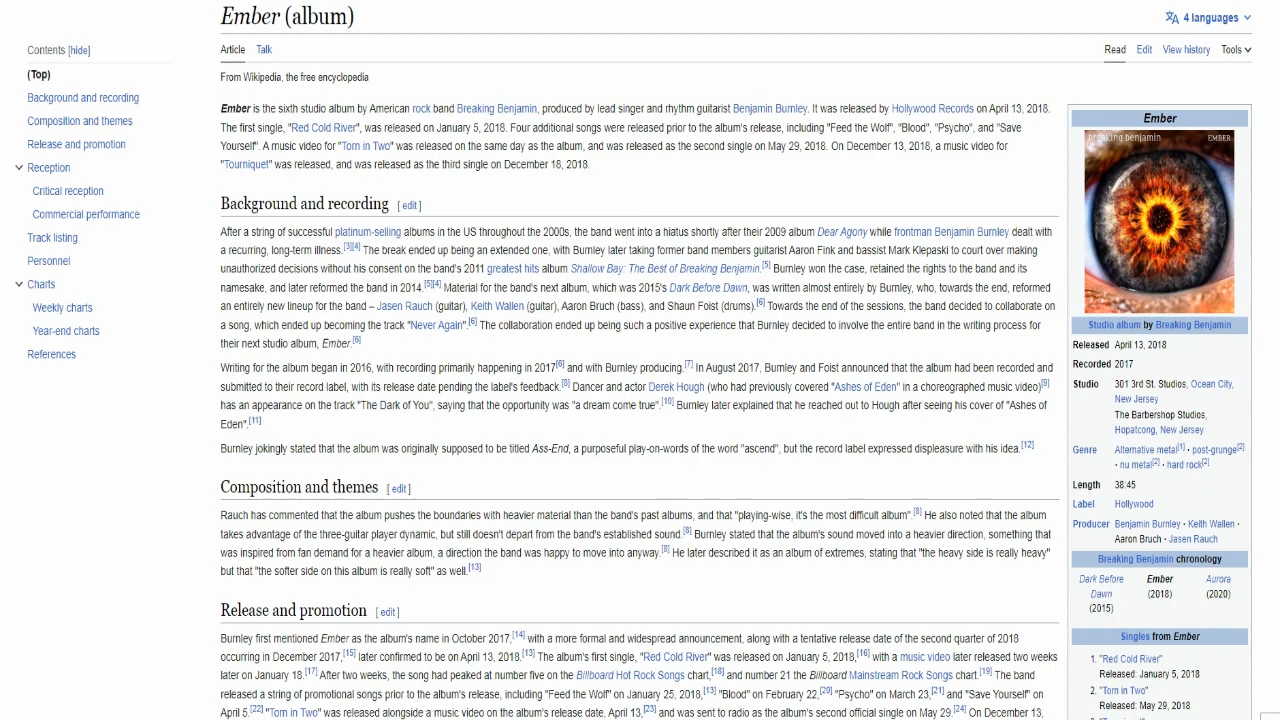 Ember (album)
4 languages
Contents [hide]
(Top)
Background and recording
Composition and themes
Release and promotion
Reception
Critical reception
Commercial performance
Track listing
Personnel
Charts
Weekly charts
Year-end charts
References
Article Talk
Read Edit View history Tools
From Wikipedia, the free encyclopedia
Ember is the sixth studio album by American rock band Breaking Benjamin, produced by lead singer and rhythm guitarist Benjamin Burnley. It was released by Hollywood Records on April 13, 2018.
The first single, "Red Cold River", was released on January 5, 2018. Four additional songs were released prior to the album's release, including "Feed the Wolf", "Blood", "Psycho", and "Save
Yourself". A music video for "Torn in Two" was released on the same day as the album, and was released as the second single on May 29, 2018. On December 13, 2018, a music video for
"Tourniquet" was released, and was released as the third single on December 18, 2018.
Background and recording [ edit ]
After a string of successful platinum-selling albums in the US throughout the 2000s, the band went into a hiatus shortly after their 2009 album Dear Agony while frontman Benjamin Burnley dealt with
a recurring, long-term illness.[3][4] The break ended up being an extended one, with Burnley later taking former band members guitarist Aaron Fink and bassist Mark Klepaski to court over making
unauthorized decisions without his consent on the band's 2011 greatest hits album Shallow Bay: The Best of Breaking Benjamin.[5] Burnley won the case, retained the rights to the band and its
namesake, and later reformed the band in 2014.[5][4] Material for the band's next album, which was 2015's Dark Before Dawn, was written almost entirely by Burnley, who, towards the end, reformed
an entirely new lineup for the band – Jasen Rauch (guitar), Keith Wallen (guitar), Aaron Bruch (bass), and Shaun Foist (drums).[6] Towards the end of the sessions, the band decided to collaborate on
a song, which ended up becoming the track "Never Again".[6] The collaboration ended up being such a positive experience that Burnley decided to involve the entire band in the writing process for
their next studio album, Ember.[6]
Writing for the album began in 2016, with recording primarily happening in 2017[6] and with Burnley producing.[7] In August 2017, Burnley and Foist announced that the album had been recorded and
submitted to their record label, with its release date pending the label's feedback.[8] Dancer and actor Derek Hough (who had previously covered "Ashes of Eden" in a choreographed music video)[9]
has an appearance on the track "The Dark of You", saying that the opportunity was "a dream come true".[10] Burnley later explained that he reached out to Hough after seeing his cover of "Ashes of
Eden".[11]
Burnley jokingly stated that the album was originally supposed to be titled Ass-End, a purposeful play-on-words of the word "ascend", but the record label expressed displeasure with his idea.[12]
Composition and themes [ edit ]
Rauch has commented that the album pushes the boundaries with heavier material than the band's past albums, and that "playing-wise, it's the most difficult album".[8] He also noted that the album
takes advantage of the three-guitar player dynamic, but still doesn't depart from the band's established sound.[8] Burnley stated that the album's sound moved into a heavier direction, something that
was inspired from fan demand for a heavier album, a direction the band was happy to move into anyway.[8] He later described it as an album of extremes, stating that "the heavy side is really heavy"
but that "the softer side on this album is really soft" as well.[13]
Release and promotion [ edit ]
Burnley first mentioned Ember as the album's name in October 2017,[14] with a more formal and widespread announcement, along with a tentative release date of the second quarter of 2018
occurring in December 2017,[15] later confirmed to be on April 13, 2018.[13] The album's first single, "Red Cold River" was released on January 5, 2018,[16] with a music video later released two weeks
later on January 18.[17] After two weeks, the song had peaked at number five on the Billboard Hot Rock Songs chart,[18] and number 21 the Billboard Mainstream Rock Songs chart.[19] The band
released a string of promotional songs prior to the album's release, including "Feed the Wolf" on January 25, 2018,[13] "Blood" on February 22,[20] "Psycho" on March 23,[21] and "Save Yourself" on
April 5.[22] "Torn in Two" was released alongside a music video on the album's release date, April 13,[23] and was sent to radio as the album's second official single on May 29.[24] On December 13,
Ember
breaking benjamin EMBER
Studio album by Breaking Benjamin
Released April 13, 2018
Recorded 2017
Studio 301 3rd St. Studios, Ocean City,
New Jersey
The Barbershop Studios,
Hopatcong, New Jersey
Genre Alternative metal[1] · post-grunge[2]
· nu metal[2] · hard rock[2]
Length 38:45
Label Hollywood
Producer Benjamin Burnley · Keith Wallen ·
Aaron Bruch · Jasen Rauch
Breaking Benjamin chronology
Dark Before Ember Aurora
Dawn (2018) (2020)
(2015)
Singles from Ember
1. "Red Cold River"
Released: January 5, 2018
2. "Torn in Two"
Released: May 29, 2018